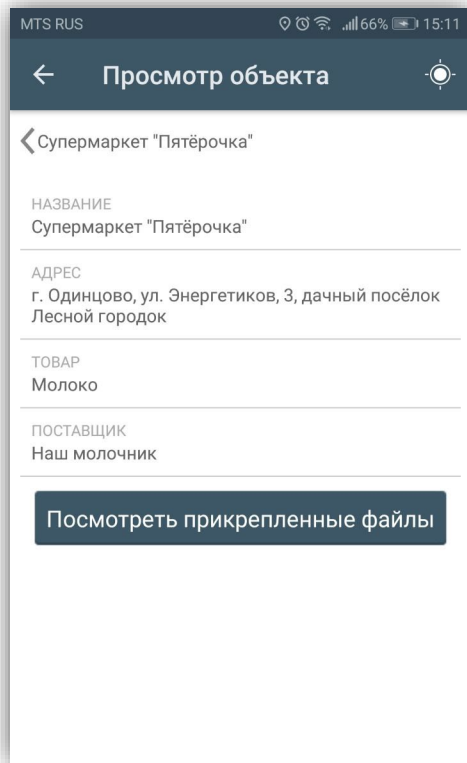 MTS RUS 66% 15:11
Просмотр объекта
Супермаркет "Пятёрочка"
НАЗВАНИЕ
Супермаркет "Пятёрочка"
АДРЕС
г. Одинцово, ул. Энергетиков, 3, дачный посёлок
Лесной городок
ТОВАР
Молоко
ПОСТАВЩИК
Наш молочник
Посмотреть прикрепленные файлы